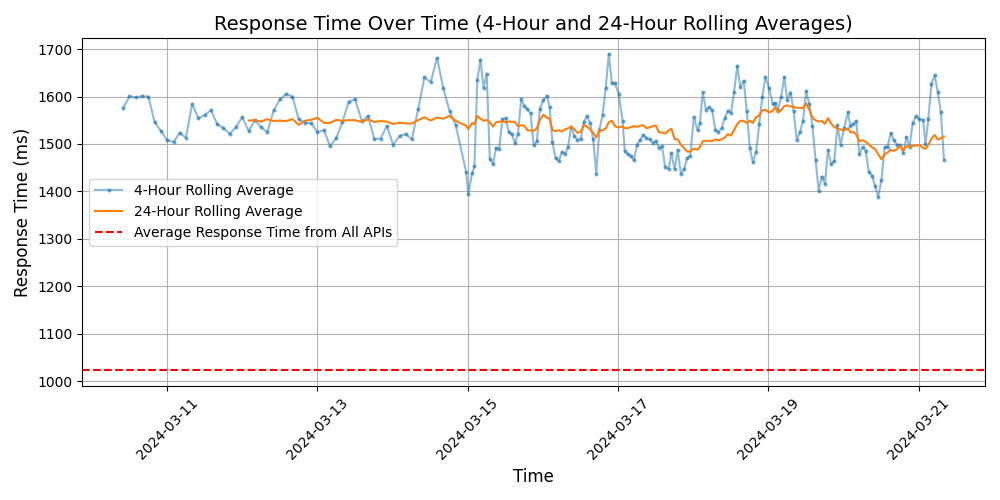 Response Time Over Time (4-Hour and 24-Hour Rolling Averages)
1700
1600
1500
1400
1300
1200
1100
1000
Response Time (ms)
4-Hour Rolling Average
24-Hour Rolling Average
Average Response Time from All APIs
2024-03-11
2024-03-13
2024-03-15
2024-03-17
2024-03-19
2024-03-21
Time